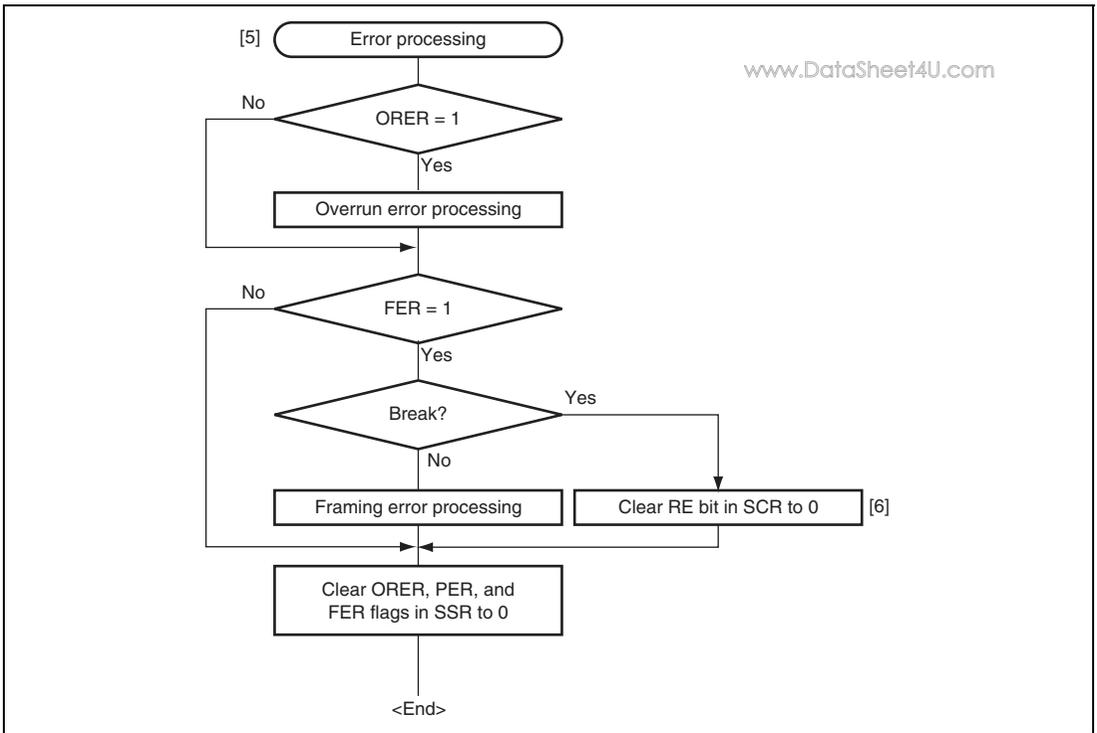 [5]
Error processing
www.DataSheet4U.com
No
ORER = 1
Yes
Overrun error processing
No
FER = 1
Yes
Break?
Yes
No
Framing error processing
Clear RE bit in SCR to 0
[6]
Clear ORER, PER, and
FER flags in SSR to 0
<End>